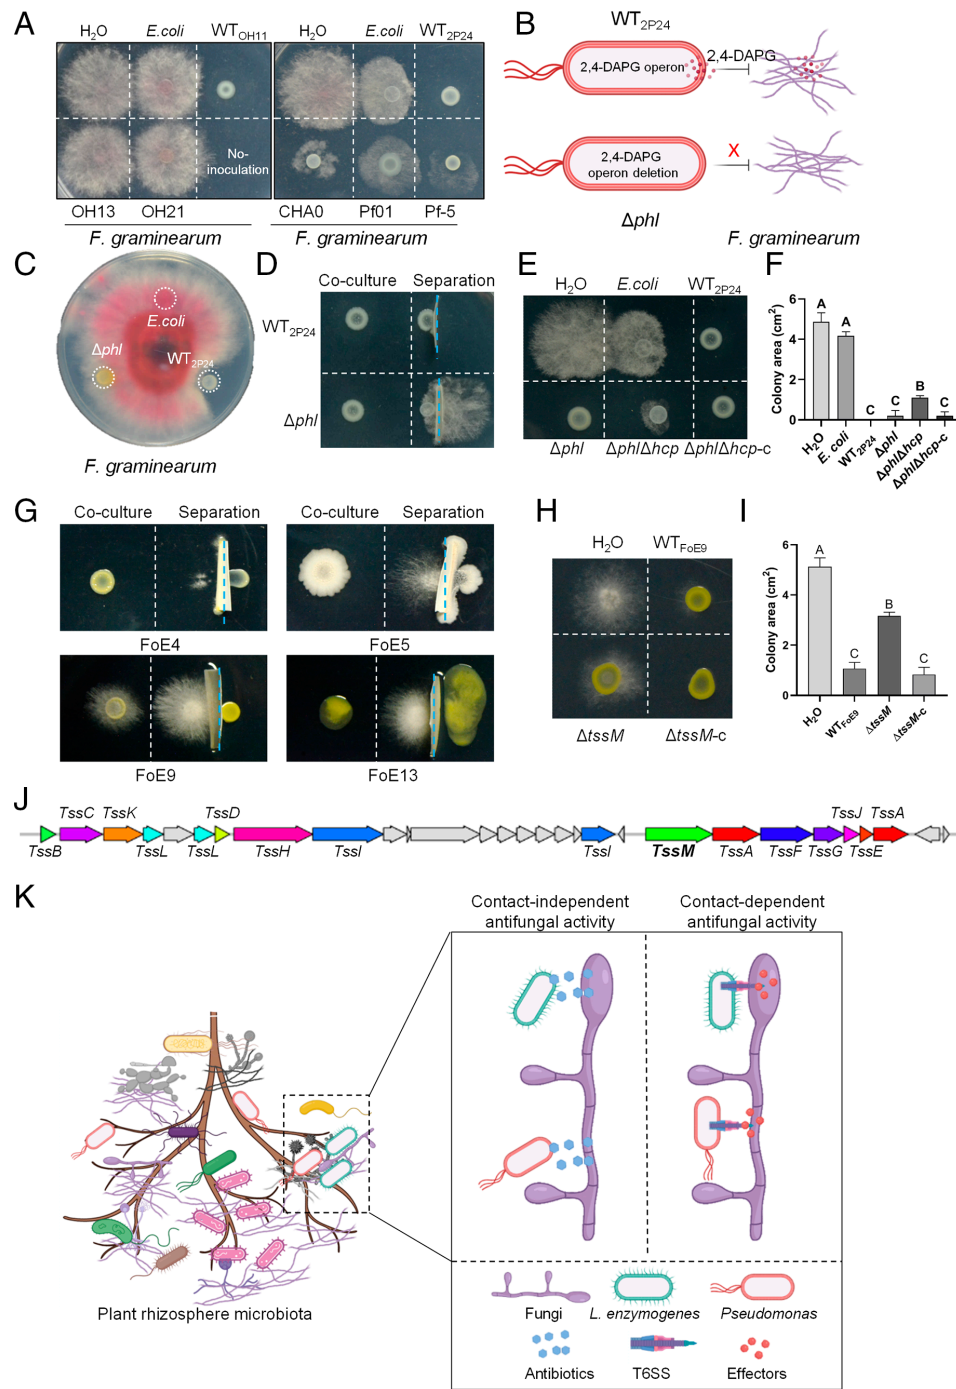 A
H2O
E.coli
WTOH11
H2O
E.coli
WT2P24
No-
inoculation
OH13
OH21
CHA0
Pf01
Pf-5
F. graminearum
F. graminearum
B
WT2P24
2,4-DAPG operon
2,4-DAPG
2,4-DAPG
operon deletion
X
Δphl
F. graminearum
C
E.coli
Δphl
WT2P24
F. graminearum
D
Co-culture
Separation
WT2P24
Δphl
E
H2O
E.coli
WT2P24
Δphl
ΔphlΔhcp
ΔphlΔhcp-c
F
Colony area (cm2)
6
4
2
0
A
A
C
C
B
C
H2O
E. coli
WT2P24
Δphl
ΔphlΔhcp
ΔphlΔhcp-c
G
Co-culture
Separation
Co-culture
Separation
FoE4
FoE5
FoE9
FoE13
H
H2O
WTFoE9
ΔtssM
ΔtssM-c
I
Colony area (cm2)
6
4
2
0
A
C
B
C
H2O
WTFoE9
ΔtssM
ΔtssM-c
J
TssC
TssK
TssD
TssJ
TssA
TssB
TssL
TssL
TssH
TssI
TssI
TssM
TssA
TssF
TssG
TssE
K
Contact-independent
antifungal activity
Contact-dependent
antifungal activity
Plant rhizosphere microbiota
Fungi
L. enzymogenes
Pseudomonas
Antibiotics
T6SS
Effectors